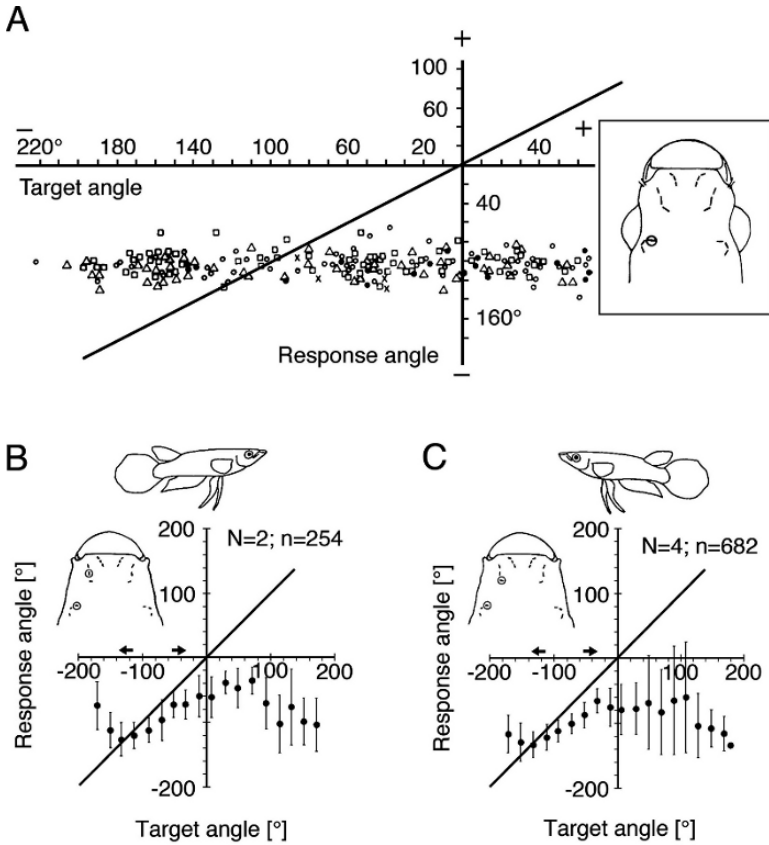 A
+
100
60
−
220° 180 140 100 60 20 40 +
Target angle
40
160°
Response angle
−
B
C
200
N=2; n=254
100
-200 -100 0 100 200
-200
Response angle [°]
Target angle [°]
200
N=4; n=682
100
-200 -100 0 100 200
-200
Response angle [°]
Target angle [°]